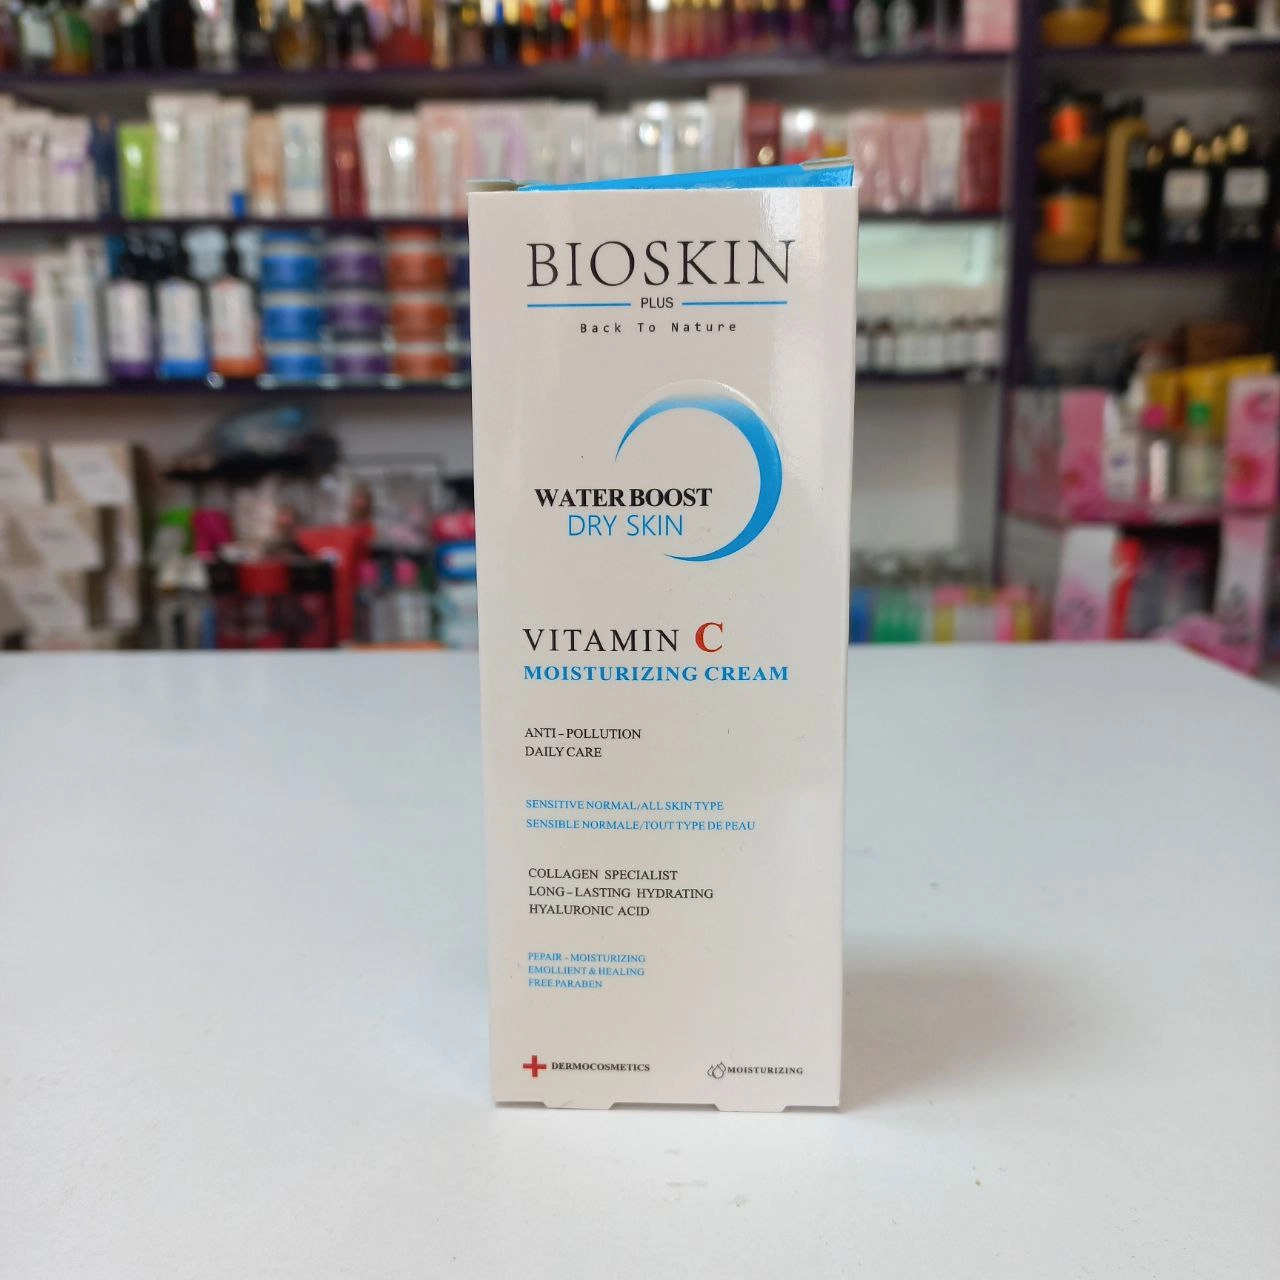 BIOSKIN
PLUS
Back To Nature
WATER BOOST
DRY SKIN
VITAMIN C
MOISTURIZING CREAM
ANTI-POLLUTION
DAILY CARE
SENSITIVE NORMAL/ALL SKIN TYPE
SENSIBLE NORMALE/TOUT TYPE DE PEAU
COLLAGEN SPECIALIST
LONG-LASTING HYDRATING
HYALURONIC ACID
PEPAIR - MOISTURIZING
EMOLLIENT & HEALING
FREE PARABEN
DERMOCOSMETICS
MOISTURIZING